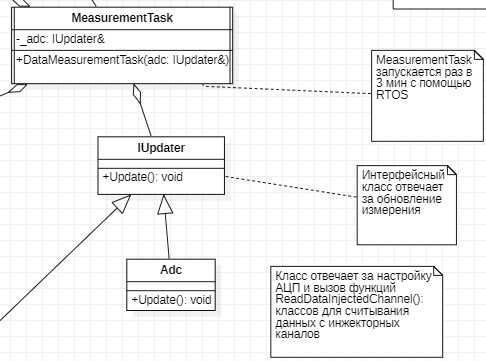 MeasurementTask
-_adc: IUpdater&
+DataMeasurementTask(adc: IUpdater&)
MeasurementTask
запускается раз в
3 мин с помощью
RTOS
IUpdater
+Update(): void
Интерфейсный
класс отвечает
за обновление
измерения
Adc
+Update(): void
Класс отвечает за настройку
АЦП и вызов функций
ReadDataInjectedChannel():
классов для считывания
данных с инжекторных
каналов